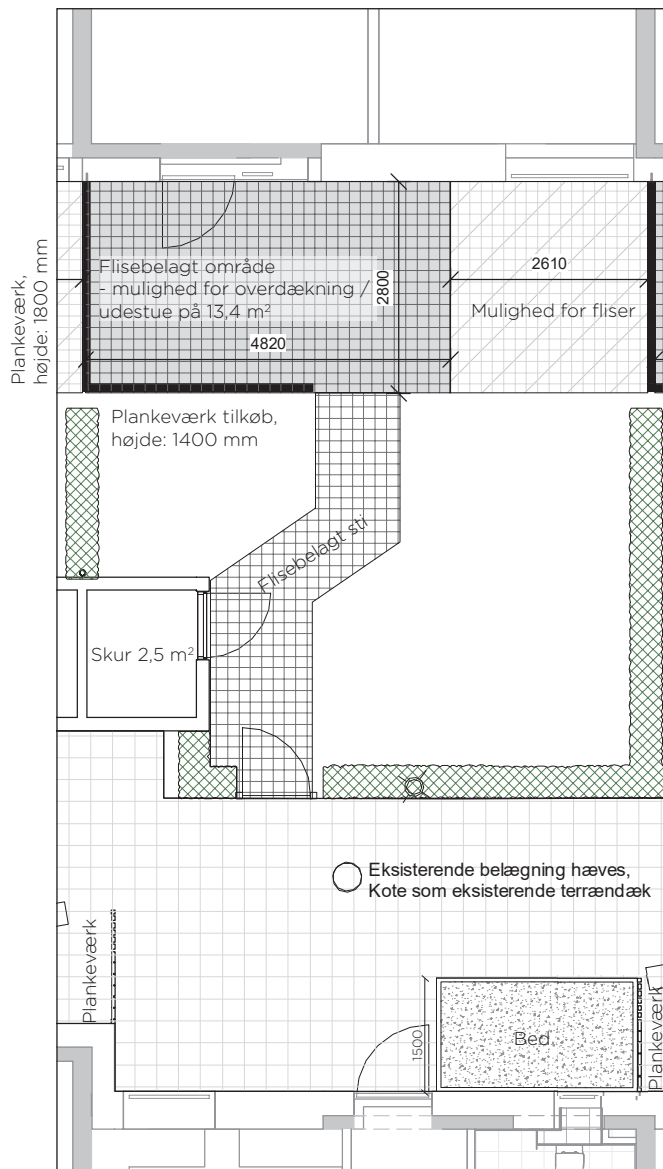 Plankeværk,
højde: 1800 mm
Flisebelagt område
- mulighed for overdækning /
udestue på 13,4 m²
2800
2610
Mulighed for fliser
4820
Plankeværk tilkøb,
højde: 1400 mm
Flisebelagt sti
Skur 2,5 m²
Eksisterende belægning hæves,
Kote som eksisterende terrændæk
Plankeværk
1500
Bed
Plankeværk